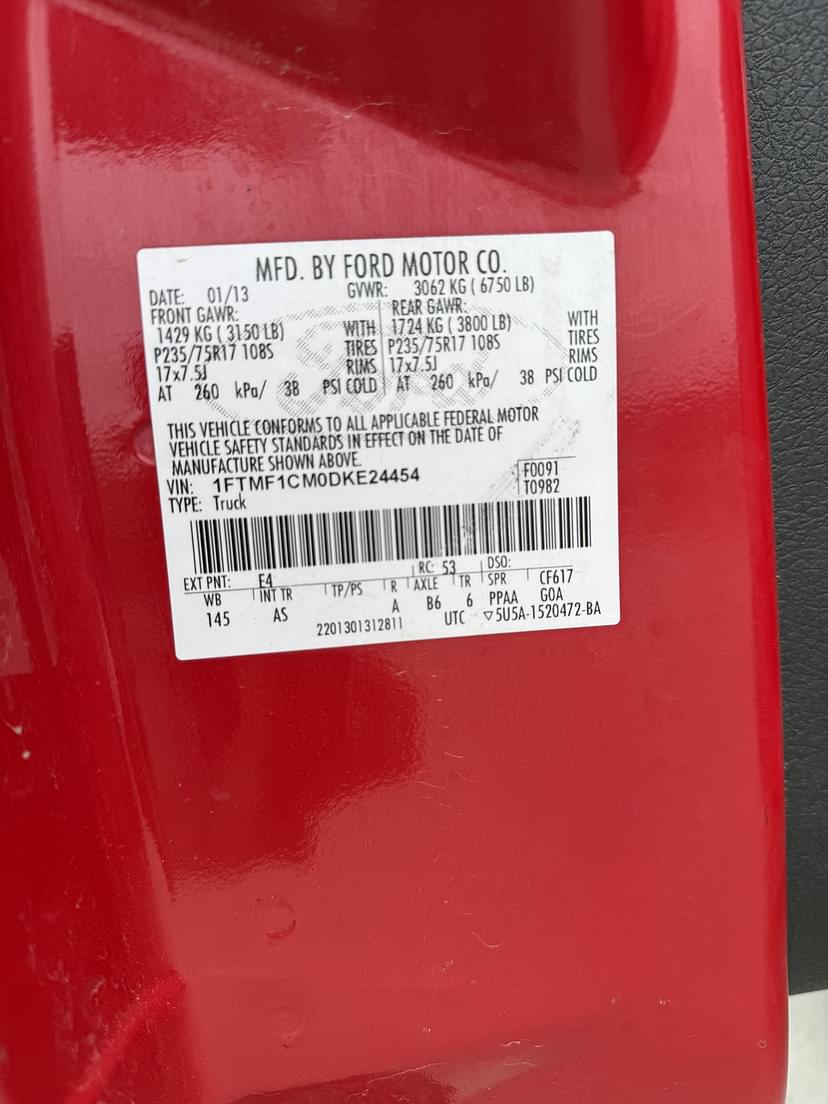 MFD. BY FORD MOTOR CO.
DATE: 01/13 GVWR: 3062 KG ( 6750 LB)
FRONT GAWR: REAR GAWR:
1429 KG ( 3150 LB) WITH 1724 KG ( 3800 LB) WITH
P235/75R17 108S TIRES P235/75R17 108S TIRES
17x7.5J RIMS 17x7.5J RIMS
AT 260 kPa/ 38 PSI COLD AT 260 kPa/ 38 PSI COLD
THIS VEHICLE CONFORMS TO ALL APPLICABLE FEDERAL MOTOR
VEHICLE SAFETY STANDARDS IN EFFECT ON THE DATE OF
MANUFACTURE SHOWN ABOVE.
VIN: 1FTMF1CM0DKE24454 F0091
TYPE: Truck T0982
EXT PNT: E4 RC: 53 DSO:
WB INT TR TP/PS R AXLE TR SPR CF617
145 AS A B6 6 PPAA GOA
2201301312811 UTC ▽5U5A-1520472-BA
Ford